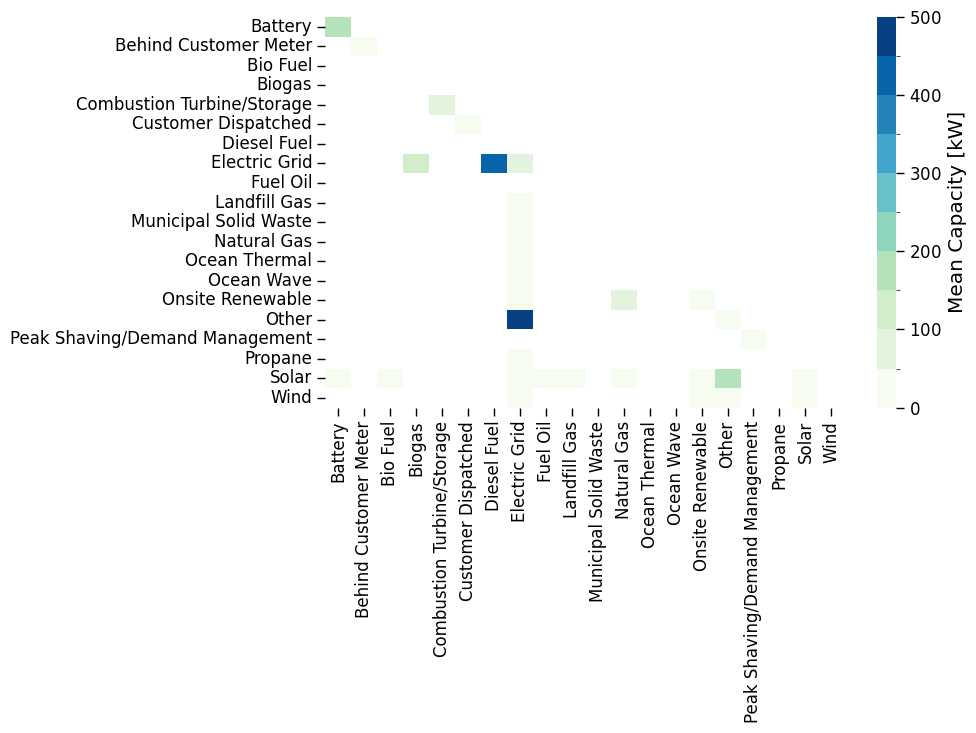 Battery
Behind Customer Meter
Bio Fuel
Biogas
Combustion Turbine/Storage
Customer Dispatched
Diesel Fuel
Electric Grid
Fuel Oil
Landfill Gas
Municipal Solid Waste
Natural Gas
Ocean Thermal
Ocean Wave
Onsite Renewable
Other
Peak Shaving/Demand Management
Propane
Solar
Wind
Battery
Behind Customer Meter
Bio Fuel
Biogas
Combustion Turbine/Storage
Customer Dispatched
Diesel Fuel
Electric Grid
Fuel Oil
Landfill Gas
Municipal Solid Waste
Natural Gas
Ocean Thermal
Ocean Wave
Onsite Renewable
Other
Peak Shaving/Demand Management
Propane
Solar
Wind
500
400
300
200
100
0
Mean Capacity [kW]